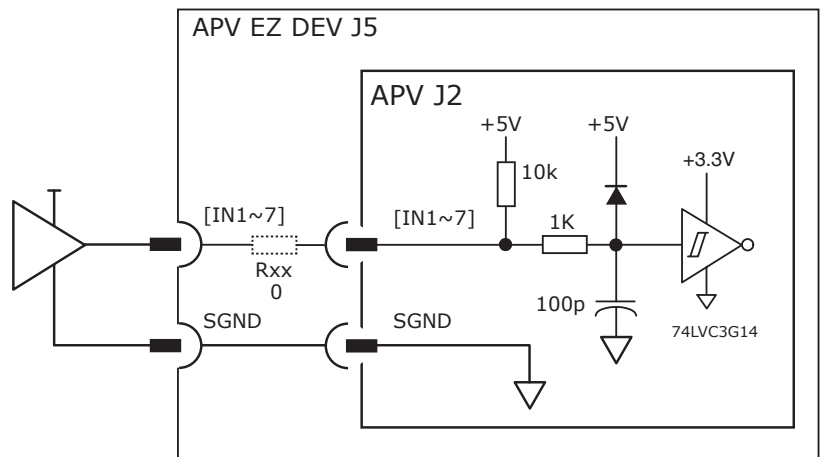 APV EZ DEV J5
APV J2
+5V
+5V
+3.3V
10k
[IN1~7]
[IN1~7]
1K
Rxx
0
100p
SGND
SGND
74LVC3G14